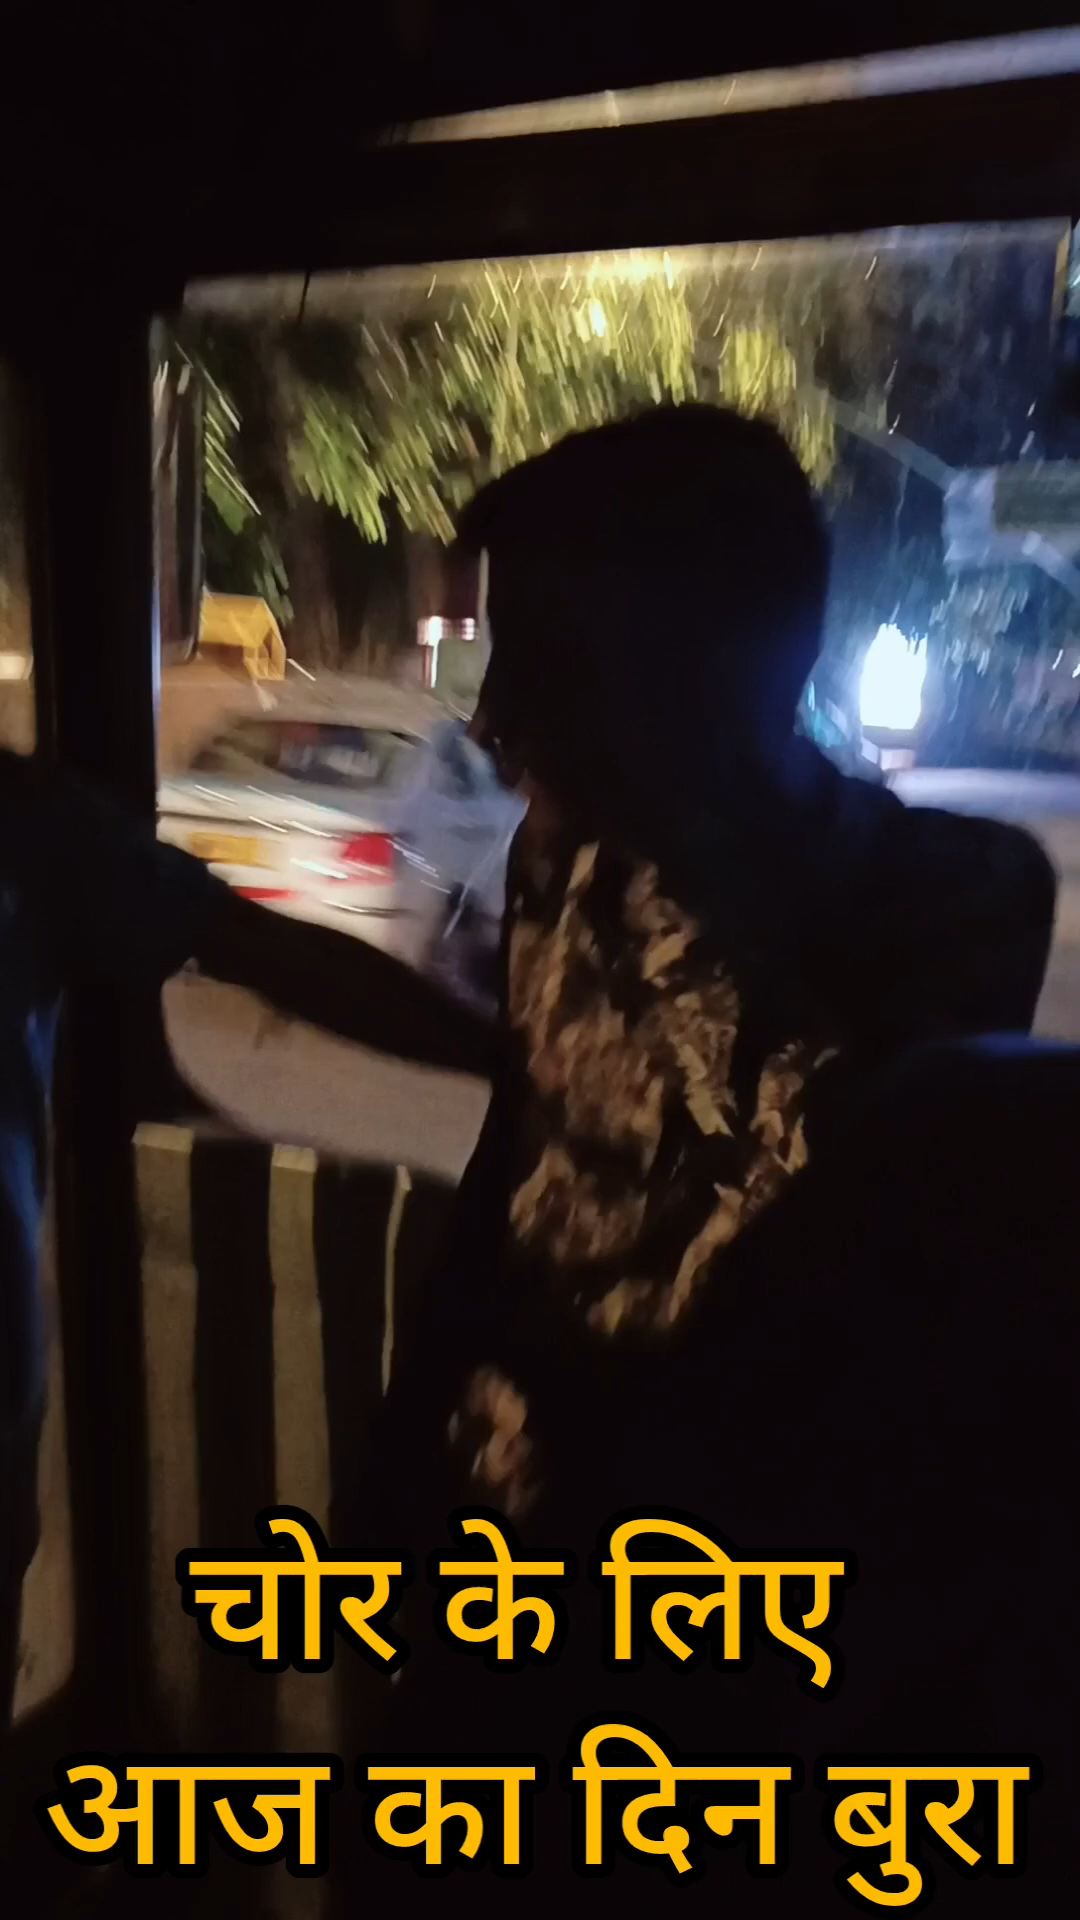 चोर के लिए
आज का दिन बुरा